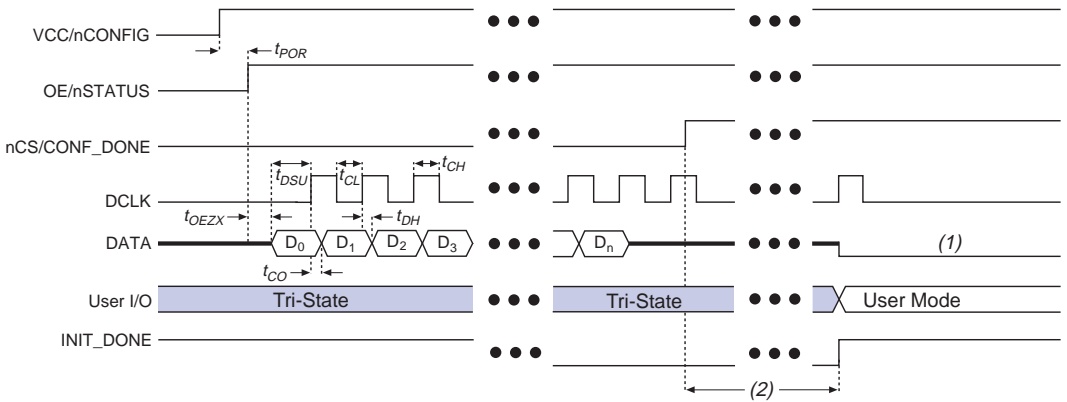 VCC/nCONFIG
tPOR
OE/nSTATUS
nCS/CONF_DONE
tDSU
tCL
tCH
DCLK
tOEZX
tDH
DATA
D0
D1
D2
D3
Dn
(1)
tCO
User I/O
Tri-State
Tri-State
User Mode
INIT_DONE
(2)